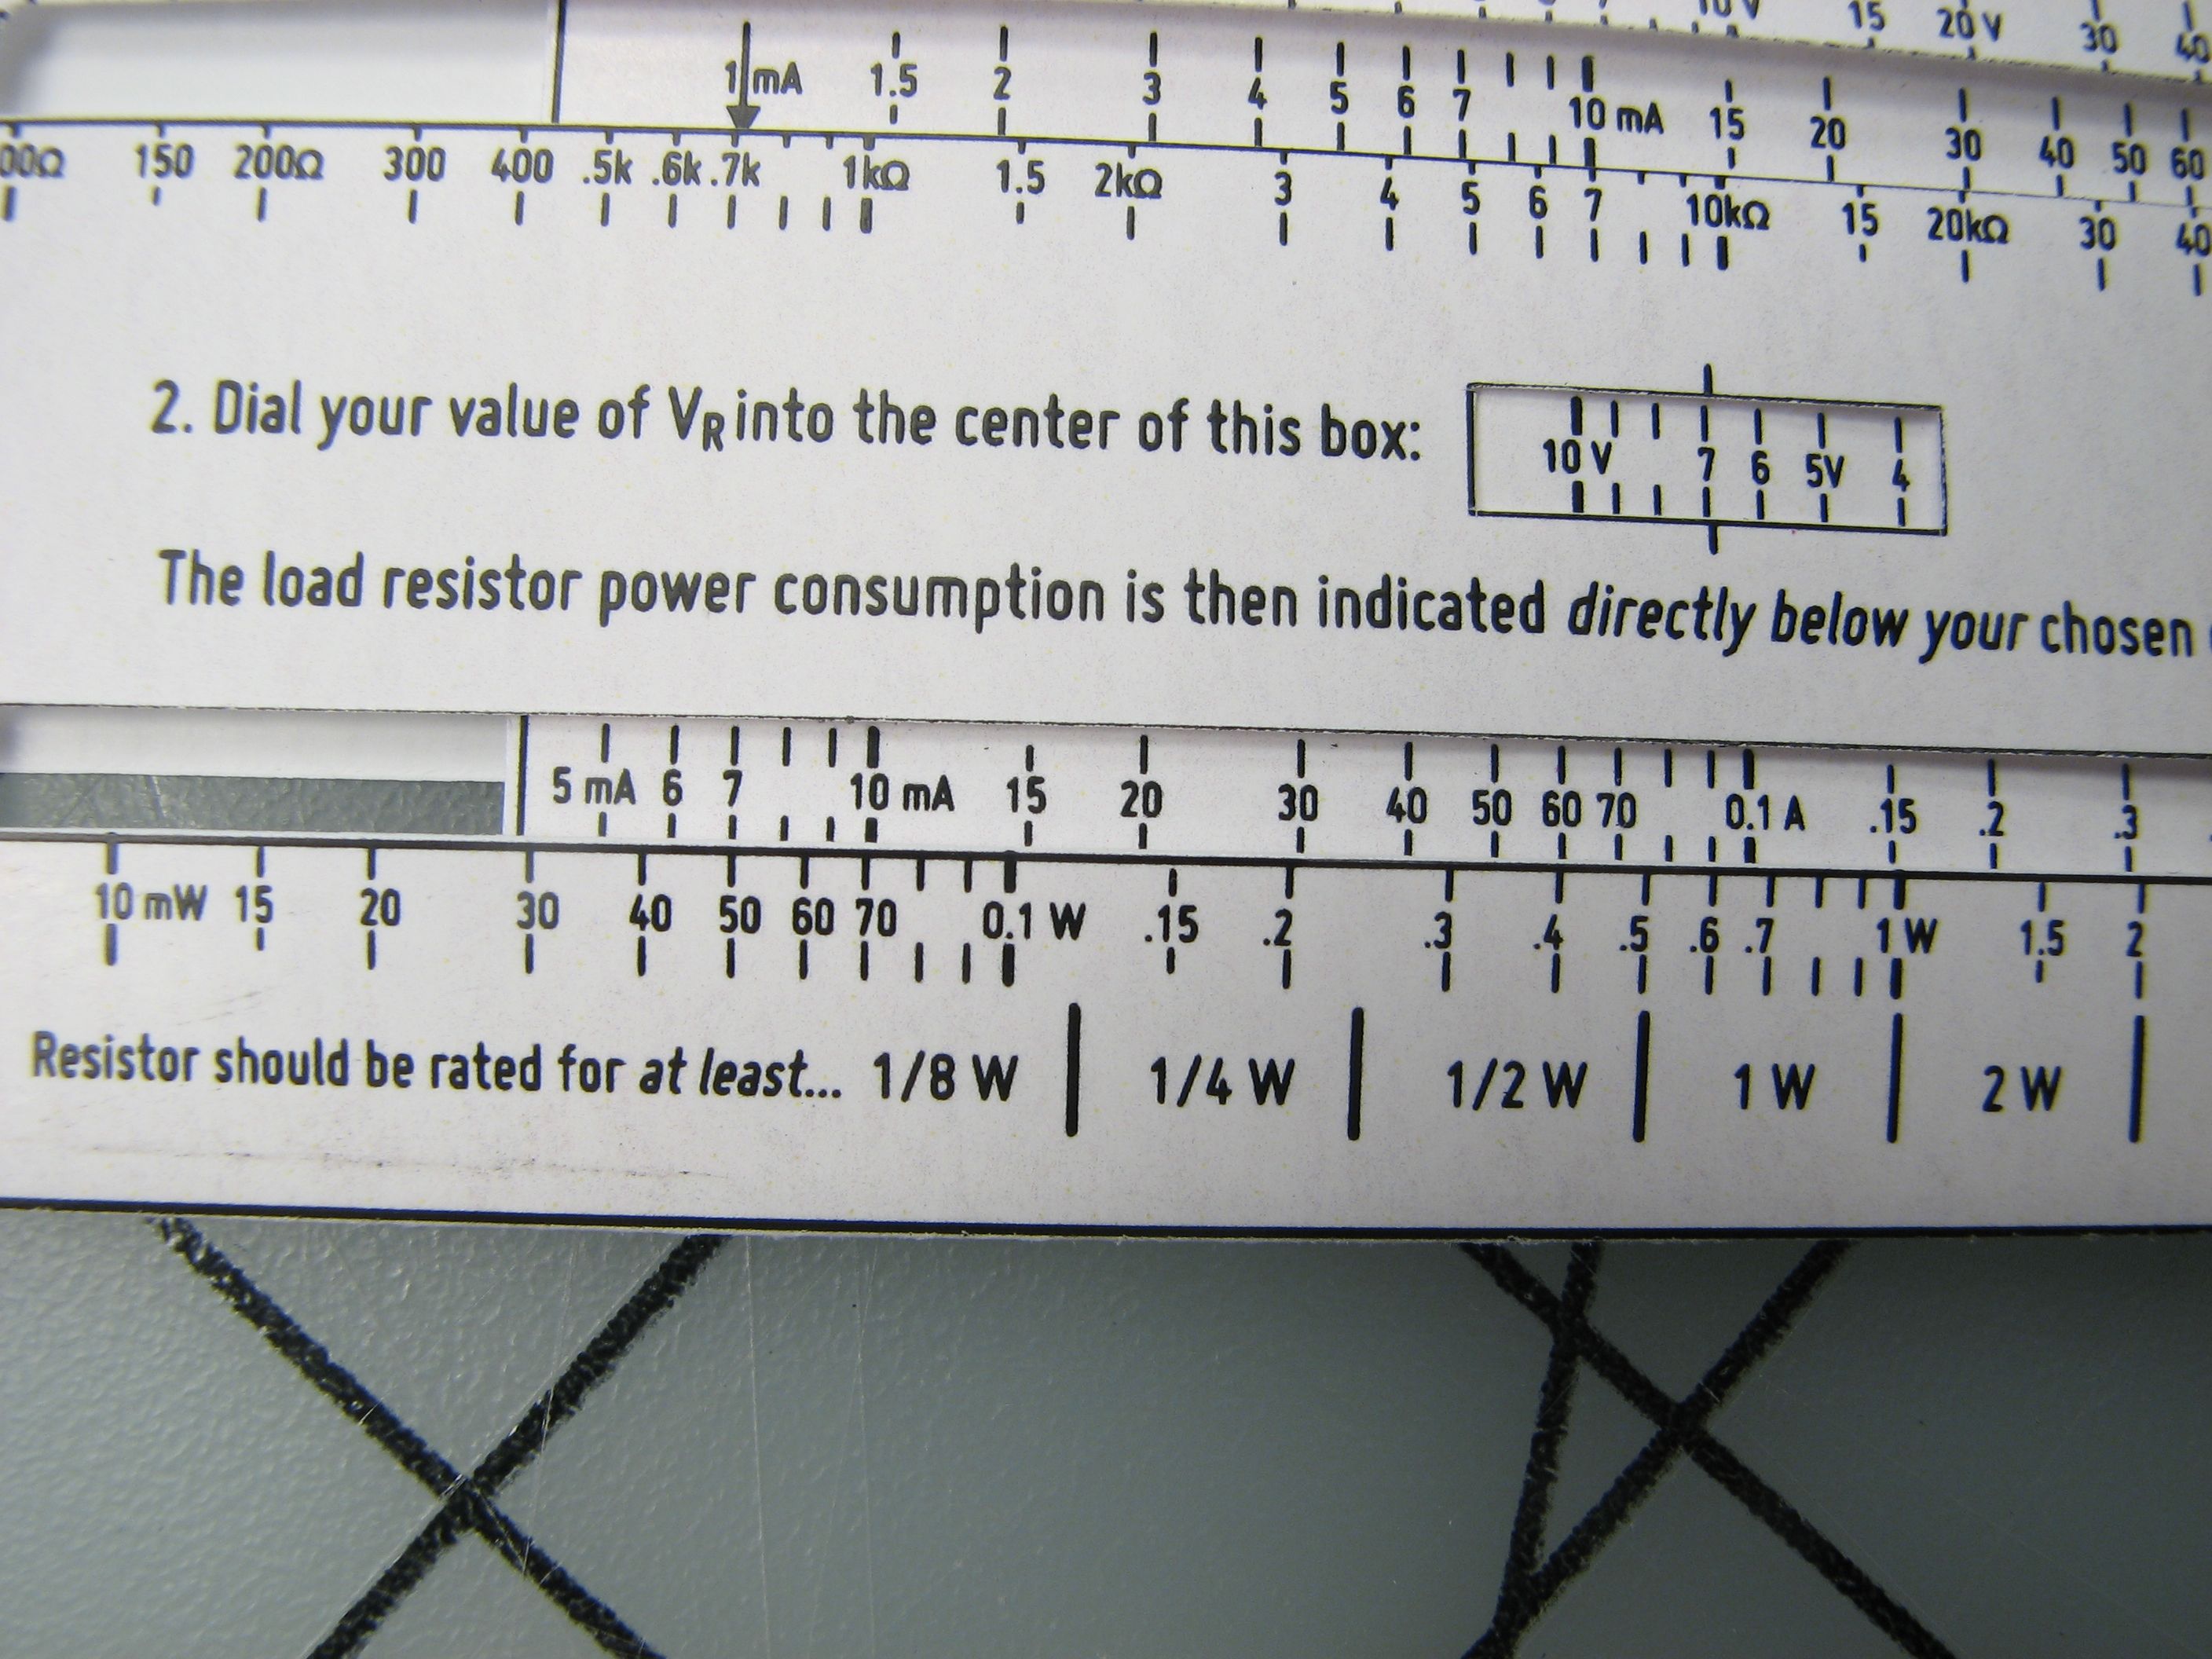 10 V 15 20 V 30 40
1 mA 1.5 2 3 4 5 6 7 10 mA 15 20 30 40 50 60
00Ω 150 200Ω 300 400 .5k .6k .7k 1kΩ 1.5 2kΩ 3 4 5 6 7 10kΩ 15 20kΩ 30 40
2. Dial your value of VR into the center of this box: 10 V 7 6 5V 4
The load resistor power consumption is then indicated directly below your chosen
5 mA 6 7 10 mA 15 20 30 40 50 60 70 0.1 A .15 .2 .3
10 mW 15 20 30 40 50 60 70 0.1 W .15 .2 .3 .4 .5 .6 .7 1 W 1.5 2
Resistor should be rated for at least... 1/8 W 1/4 W 1/2 W 1 W 2 W